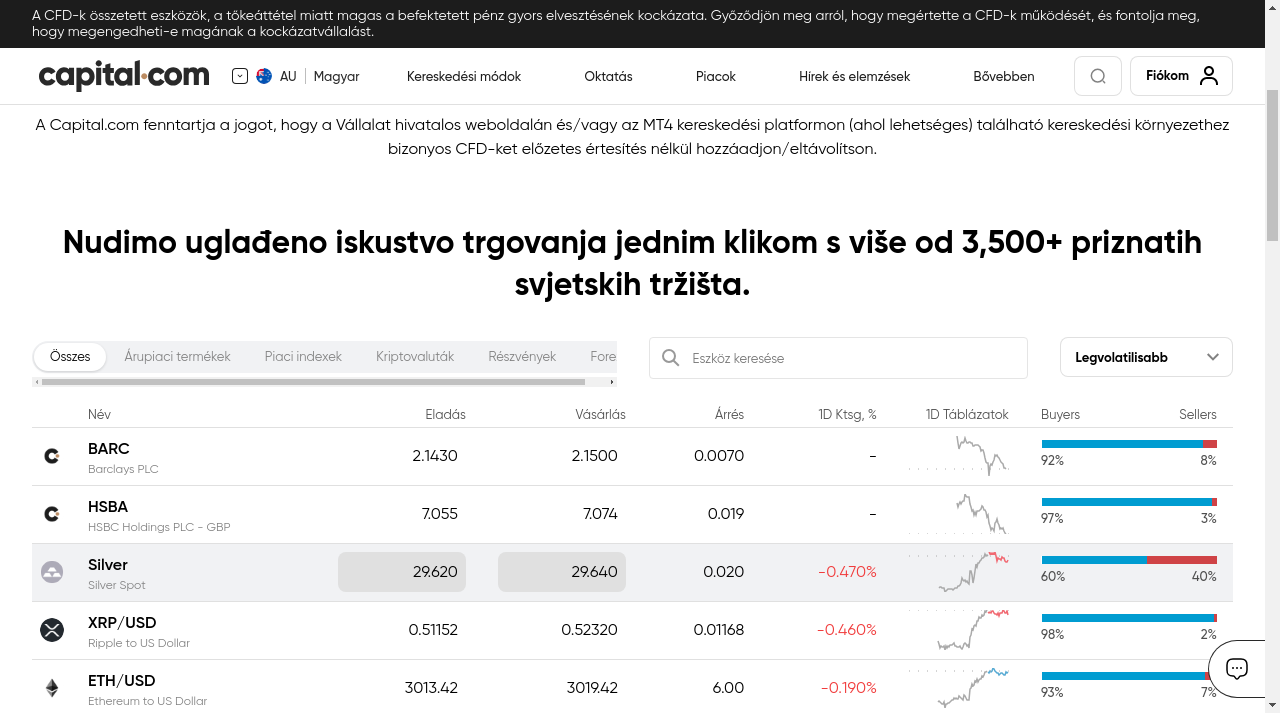 A CFD-k összetett eszközök, a tőkeáttétel miatt magas a befektetett pénz gyors elvesztésének kockázata. Győződjön meg arról, hogy megértette a CFD-k működését, és fontolja meg,
hogy megengedheti-e magának a kockázatvállalást.
capital.com AU Magyar Kereskedési módok Oktatás Piacok Hírek és elemzések Bővebben Fiókom
A Capital.com fenntartja a jogot, hogy a Vállalat hivatalos weboldalán és/vagy az MT4 kereskedési platformon (ahol lehetséges) található kereskedési környezethez
bizonyos CFD-ket előzetes értesítés nélkül hozzáadjon/eltávolítson.
Nudimo uglađeno iskustvo trgovanja jednim klikom s više od 3,500+ priznatih
svjetskih tržišta.
Összes Árupiaci termékek Piaci indexek Kriptovaluták Részvények Fore Eszköz keresése Legvolatilisabb
Név Eladás Vásárlás Árrés 1D Ktsg, % 1D Táblázatok Buyers Sellers
BARC 2.1430 2.1500 0.0070 -
Barclays PLC 92% 8%
HSBA 7.055 7.074 0.019 -
HSBC Holdings PLC - GBP 97% 3%
Silver 29.620 29.640 0.020 -0.470%
Silver Spot 60% 40%
XRP/USD 0.51152 0.52320 0.01168 -0.460%
Ripple to US Dollar 98% 2%
ETH/USD 3013.42 3019.42 6.00 -0.190%
Ethereum to US Dollar 93% 7%